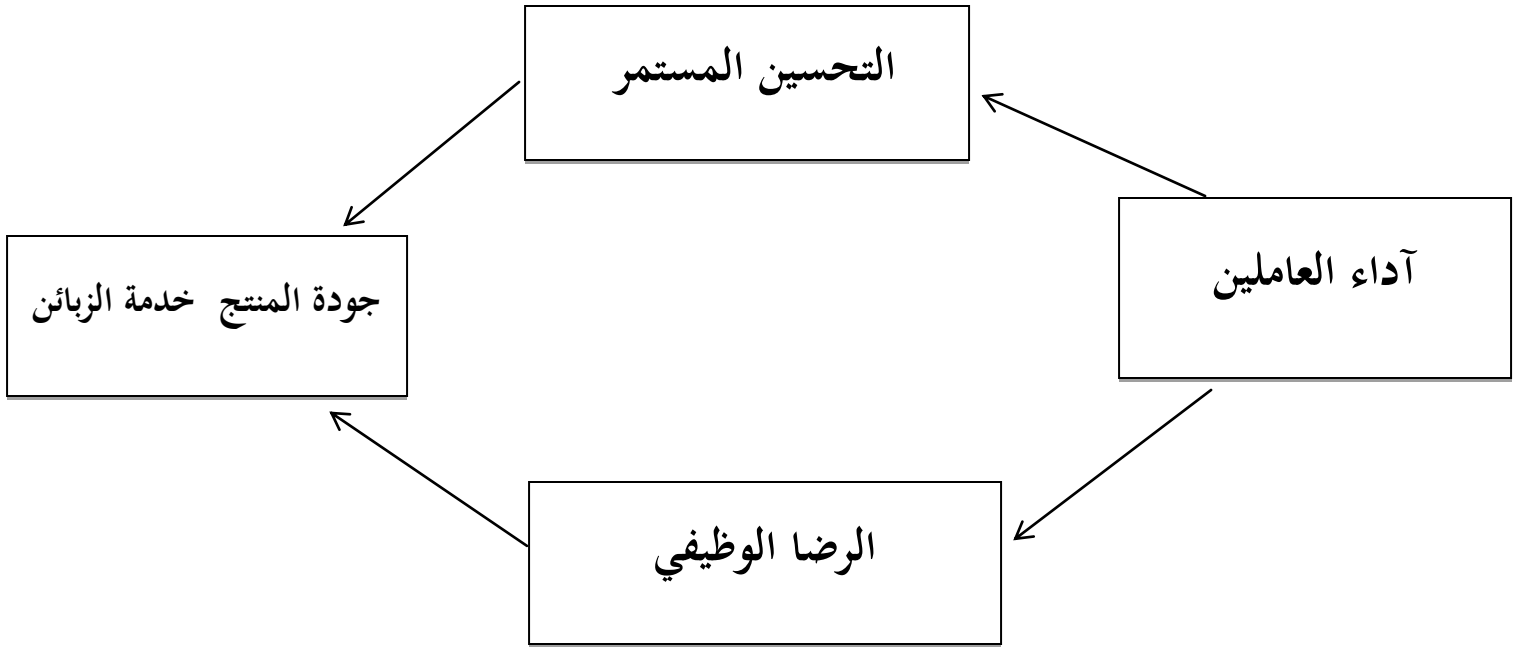 التحسين المستمر
آداء العاملين
جودة المنتج خدمة الزبائن
الرضا الوظيفي